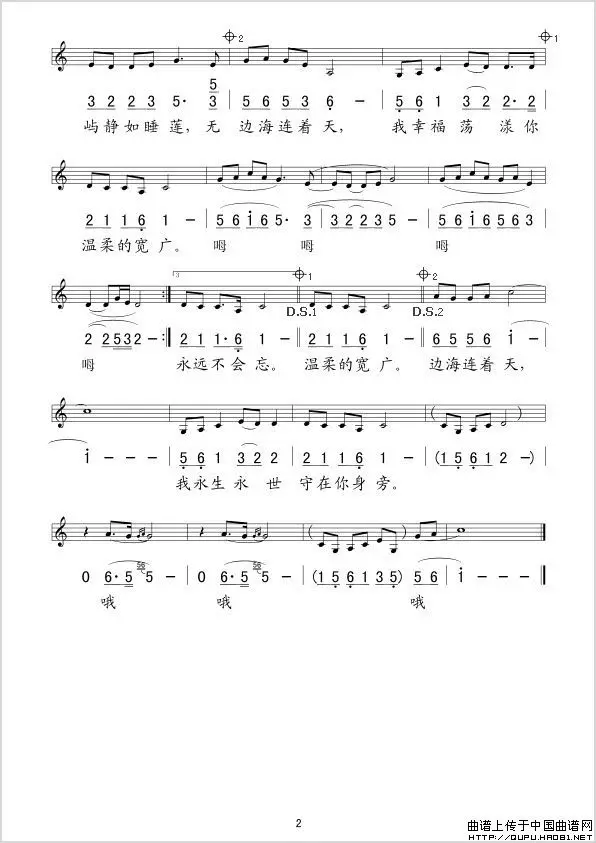 2 1
3 2 2 3 5· 3 5 | 5 6 5 3 6 - | 5 6 1 3 2 2· 2
屿静如睡莲，无 边海连着天， 我幸福荡 漾你
2 1 1 6 1 - | 5 6 i 6 5· 3 | 3 2 2 3 5 - | 5 6 i 6 5 6 3
温柔的宽广。 呣 呣 呣
3 1 2
D.S.1 D.S.2
2 2 5 3 2 - :‖ 2 1 1· 6 1 - ‖ 2 1 1 6 1 - ‖ 6 5 5 6 i -
呣 永远不会忘。 温柔的宽广。 边海连着天，
i - - - | 5 6 1 3 2 2 | 2 1 1 6 1 - | (1 5 6 1 2 -)
我永生永 世 守在你身旁。
0 6· 5 5 - | 0 6· 5 5 - | (1 5 6 1 3 5) 5 6 | i - - - ‖
哦 哦 哦
2
曲谱上传于中国曲谱网
HTTP://QUPU.HAO81.NET